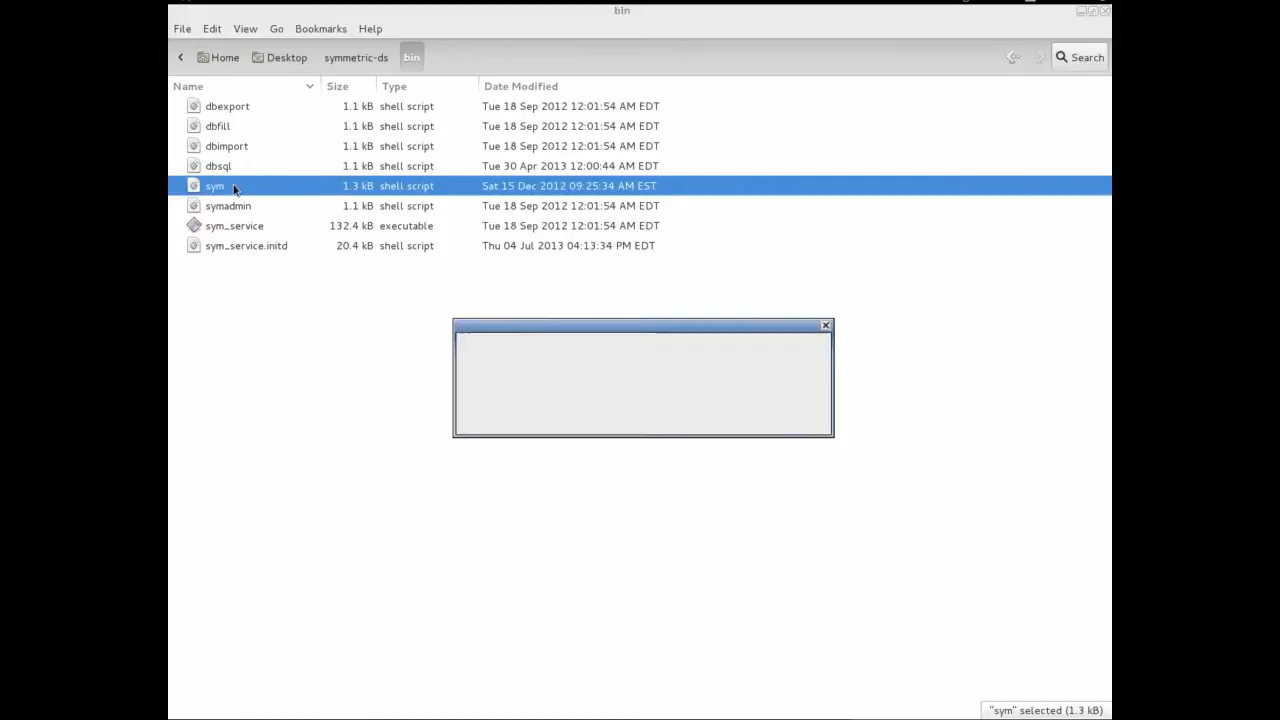 bin
File Edit View Go Bookmarks Help
Home Desktop symmetric-ds bin Search
Name Size Type Date Modified
dbexport 1.1 kB shell script Tue 18 Sep 2012 12:01:54 AM EDT
dbfill 1.1 kB shell script Tue 18 Sep 2012 12:01:54 AM EDT
dbimport 1.1 kB shell script Tue 18 Sep 2012 12:01:54 AM EDT
dbsql 1.1 kB shell script Tue 30 Apr 2013 12:00:44 AM EDT
sym 1.3 kB shell script Sat 15 Dec 2012 09:25:34 AM EST
symadmin 1.1 kB shell script Tue 18 Sep 2012 12:01:54 AM EDT
sym_service 132.4 kB executable Tue 18 Sep 2012 12:01:54 AM EDT
sym_service.initd 20.4 kB shell script Thu 04 Jul 2013 04:13:34 PM EDT
"sym" selected (1.3 kB)